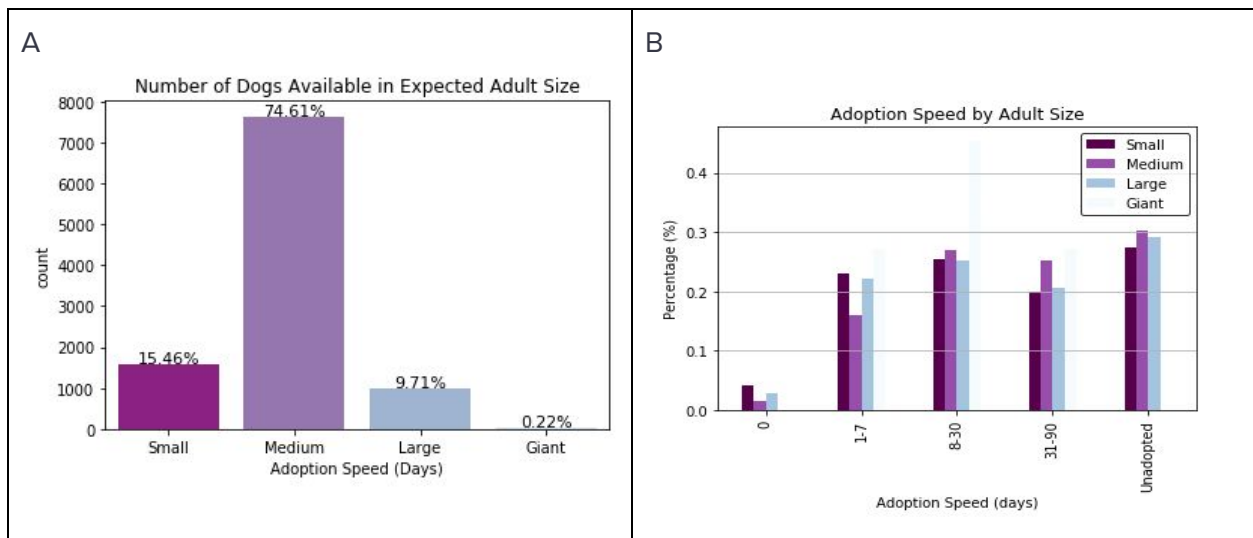 A
Number of Dogs Available in Expected Adult Size
8000
7000
6000
5000
4000
3000
2000
1000
0
count
15.46%
74.61%
9.71%
0.22%
Small
Medium
Large
Giant
Adoption Speed (Days)
B
Adoption Speed by Adult Size
Small
Medium
Large
Giant
0.4
0.3
0.2
0.1
0.0
Percentage (%)
0
1-7
8-30
31-90
Unadopted
Adoption Speed (days)